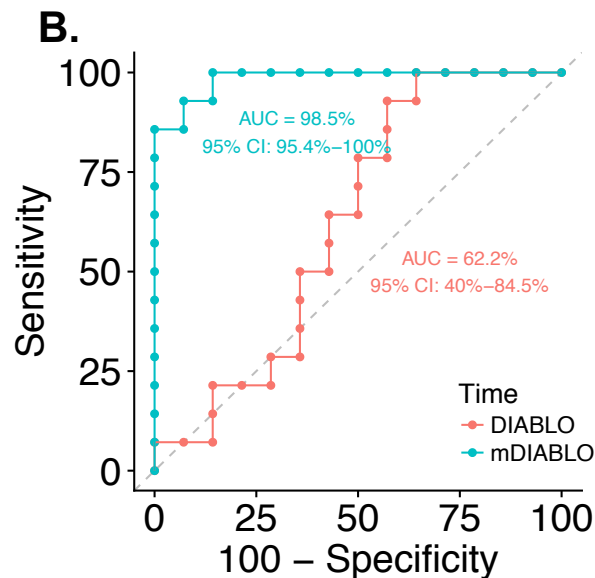 B.
100
75
50
25
0
Sensitivity
AUC = 98.5%
95% CI: 95.4%−100%
AUC = 62.2%
95% CI: 40%−84.5%
Time
DIABLO
mDIABLO
0 25 50 75 100
100 − Specificity